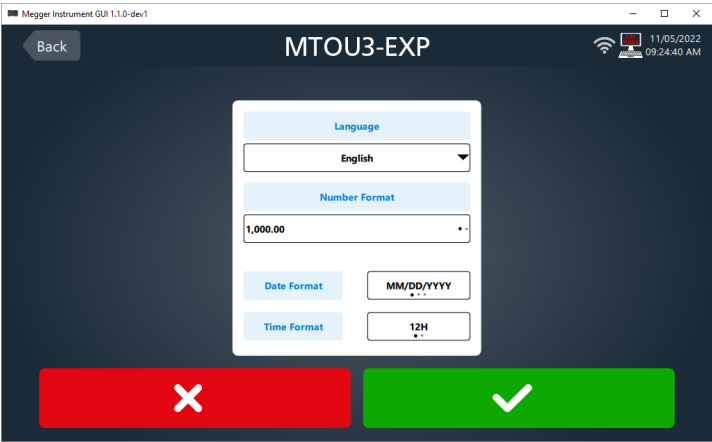 Megger Instrument GUI 1.1.0-dev1
Back
MTOU3-EXP
11/05/2022
09:24:40 AM
Language
English
Number Format
1,000.00
Date Format
MM/DD/YYYY
Time Format
12H